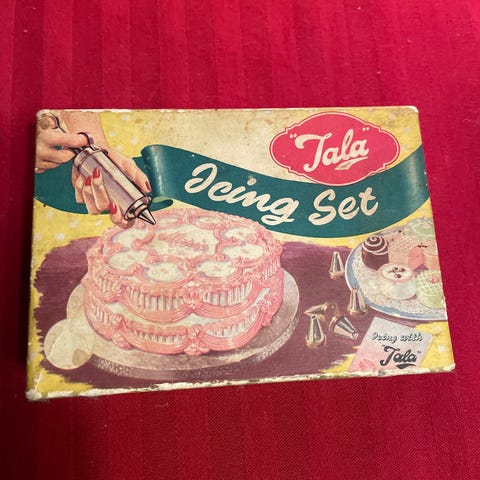 "Tala"
Icing Set
Icing with
"Tala"